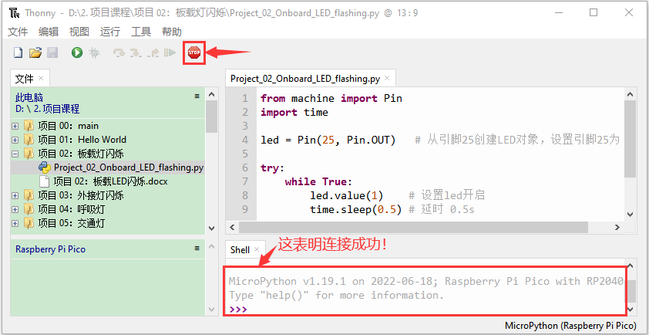 Thonny - D:\2. 项目课程\项目 02：板载灯闪烁\Project_02_Onboard_LED_flashing.py @ 13 : 9
文件 编辑 视图 运行 工具 帮助
STOP
文件
此电脑
D: \ 2. 项目课程
项目 00：main
项目 01：Hello World
项目 02：板载灯闪烁
Project_02_Onboard_LED_flashing.py
项目 02：板载LED闪烁.docx
项目 03：外接灯闪烁
项目 04：呼吸灯
项目 05：交通灯
Raspberry Pi Pico
Project_02_Onboard_LED_flashing.py
1 from machine import Pin
2 import time
3
4 led = Pin(25, Pin.OUT) # 从引脚25创建LED对象，设置引脚25为
5
6 try:
7 while True:
8 led.value(1) # 设置led开启
9 time.sleep(0.5) # 延时 0.5s
Shell
这表明连接成功！
MicroPython v1.19.1 on 2022-06-18; Raspberry Pi Pico with RP2040
Type "help()" for more information.
>>>
MicroPython (Raspberry Pi Pico)